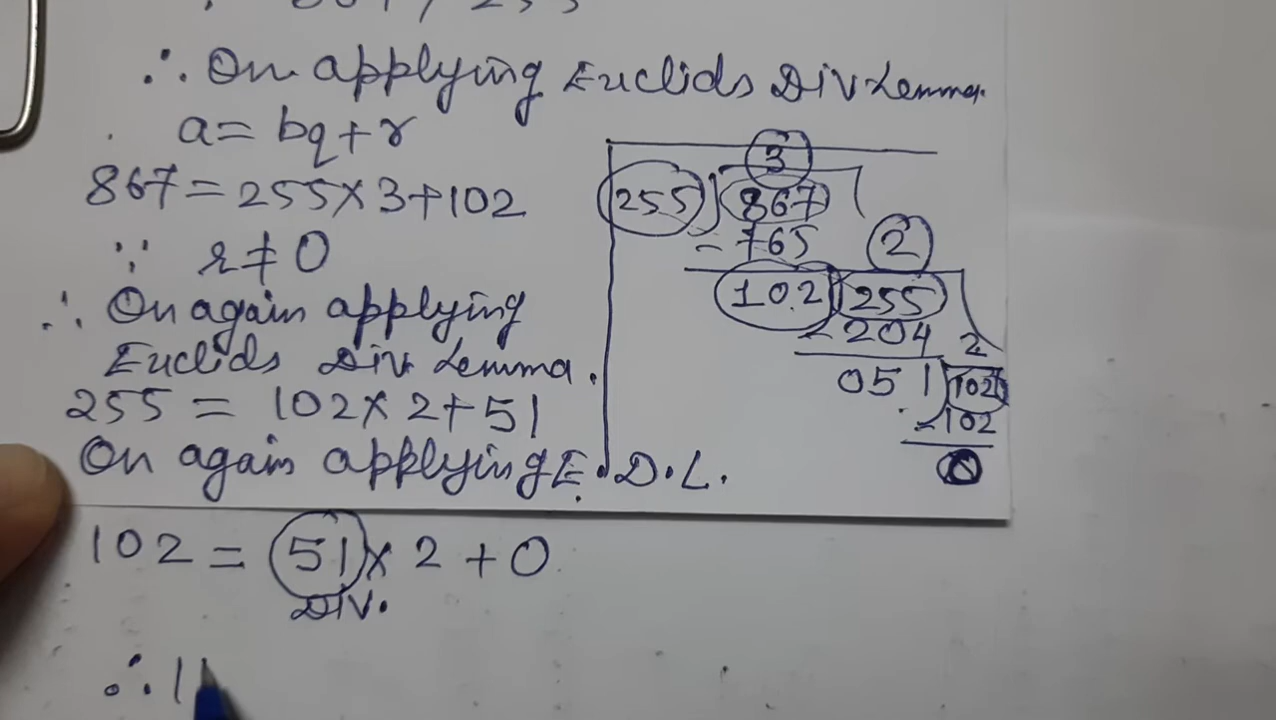 ∴ On applying Euclids Div Lemma.
a = bq + r
867 = 255 × 3 + 102
∵ r ≠ 0
∴ On again applying
Euclids Div. Lemma.
255 = 102 × 2 + 51
On again applying E.D.L.
102 = 51 × 2 + 0
DIV.
∴
3
255 ) 867
- 765 2
102 ) 255
- 204 2
051 ) 102
- 102
0